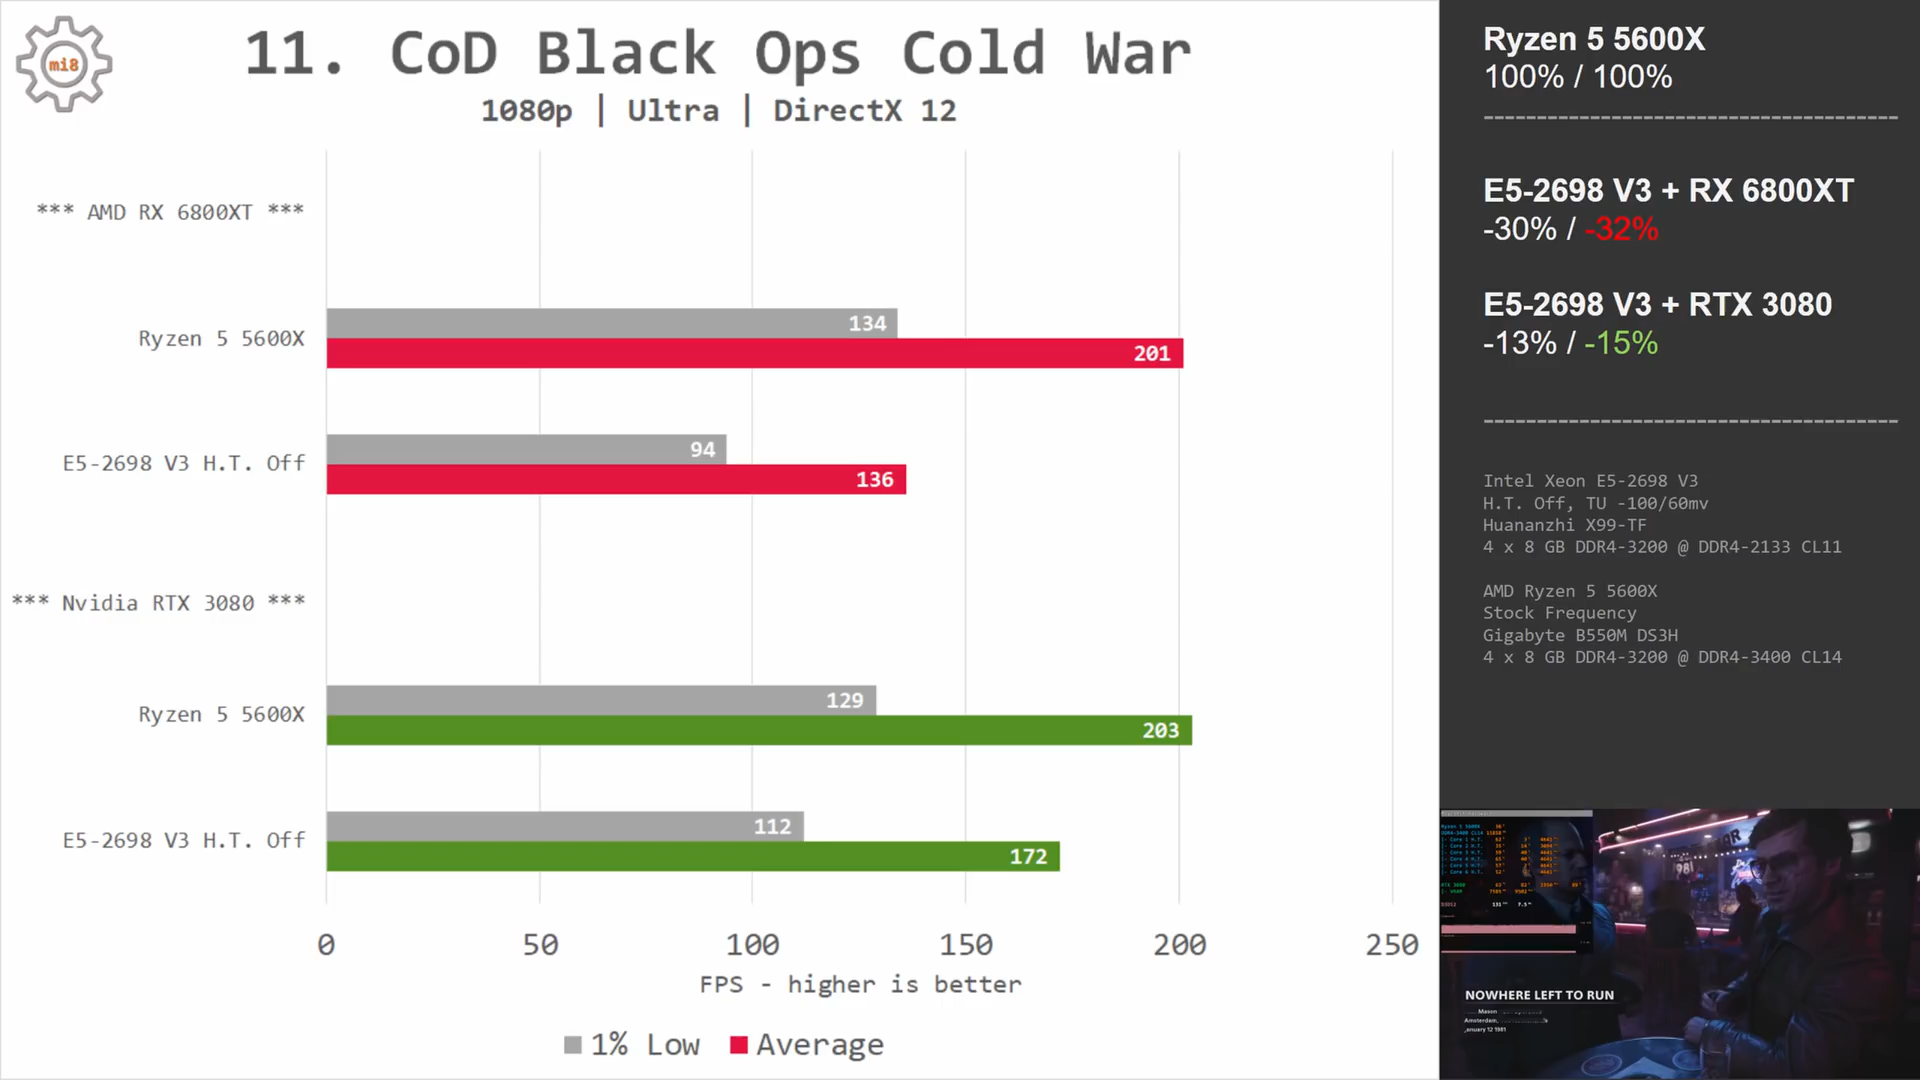 mi8
11. CoD Black Ops Cold War
1080p | Ultra | DirectX 12
*** AMD RX 6800XT ***
Ryzen 5 5600X
134
201
E5-2698 V3 H.T. Off
94
136
*** Nvidia RTX 3080 ***
Ryzen 5 5600X
129
203
E5-2698 V3 H.T. Off
112
172
0 50 100 150 200 250
FPS - higher is better
1% Low Average
Ryzen 5 5600X
100% / 100%
------------------------------------
E5-2698 V3 + RX 6800XT
-30% / -32%
E5-2698 V3 + RTX 3080
-13% / -15%
------------------------------------
Intel Xeon E5-2698 V3
H.T. Off, TU -100/60mv
Huananzhi X99-TF
4 x 8 GB DDR4-3200 @ DDR4-2133 CL11
AMD Ryzen 5 5600X
Stock Frequency
Gigabyte B550M DS3H
4 x 8 GB DDR4-3200 @ DDR4-3400 CL14
NOWHERE LEFT TO RUN
Mason
Amsterdam,